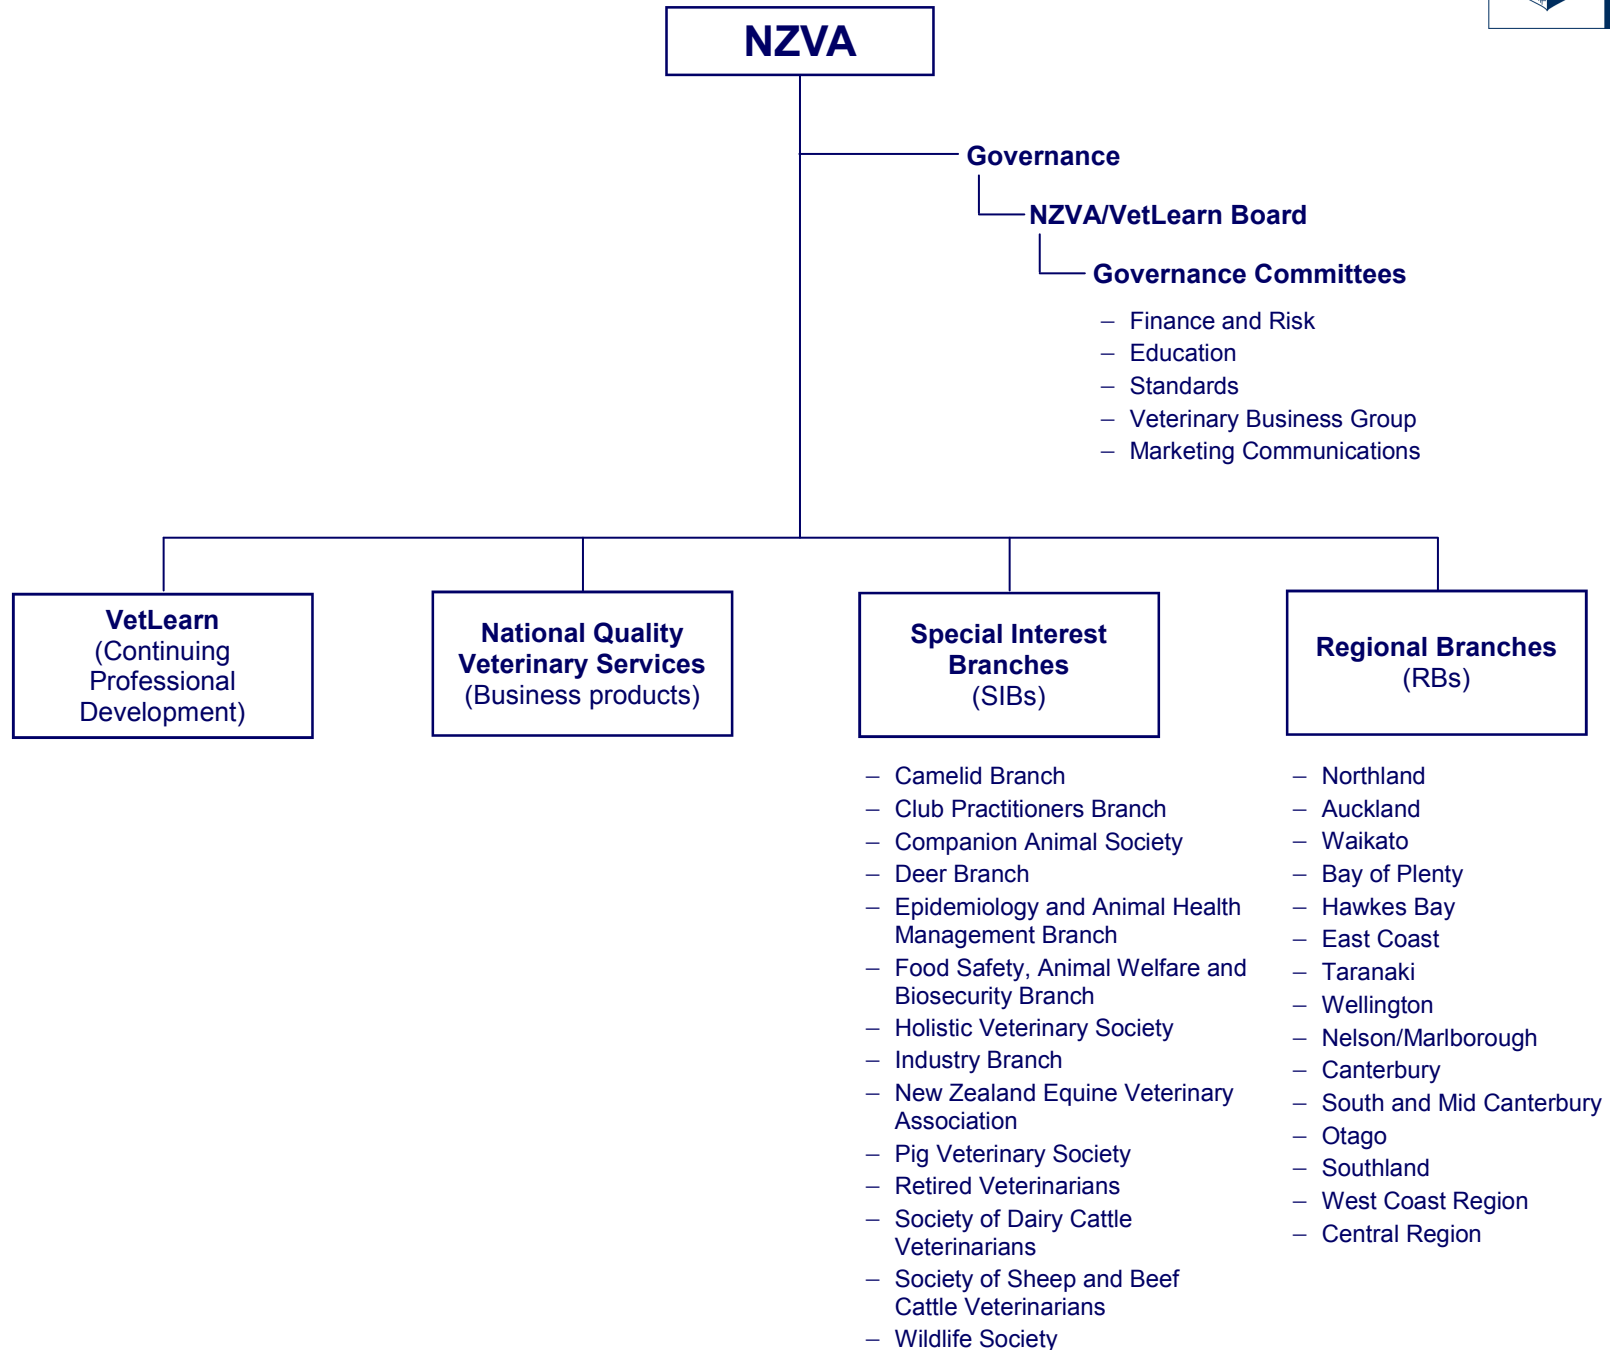 NZVA
Governance
NZVA/VetLearn Board
Governance Committees
– Finance and Risk
– Education
– Standards
– Veterinary Business Group
– Marketing Communications
VetLearn
(Continuing
Professional
Development)
National Quality
Veterinary Services
(Business products)
Special Interest
Branches
(SIBs)
Regional Branches
(RBs)
– Camelid Branch
– Club Practitioners Branch
– Companion Animal Society
– Deer Branch
– Epidemiology and Animal Health
Management Branch
– Food Safety, Animal Welfare and
Biosecurity Branch
– Holistic Veterinary Society
– Industry Branch
– New Zealand Equine Veterinary
Association
– Pig Veterinary Society
– Retired Veterinarians
– Society of Dairy Cattle
Veterinarians
– Society of Sheep and Beef
Cattle Veterinarians
– Wildlife Society
– Northland
– Auckland
– Waikato
– Bay of Plenty
– Hawkes Bay
– East Coast
– Taranaki
– Wellington
– Nelson/Marlborough
– Canterbury
– South and Mid Canterbury
– Otago
– Southland
– West Coast Region
– Central Region